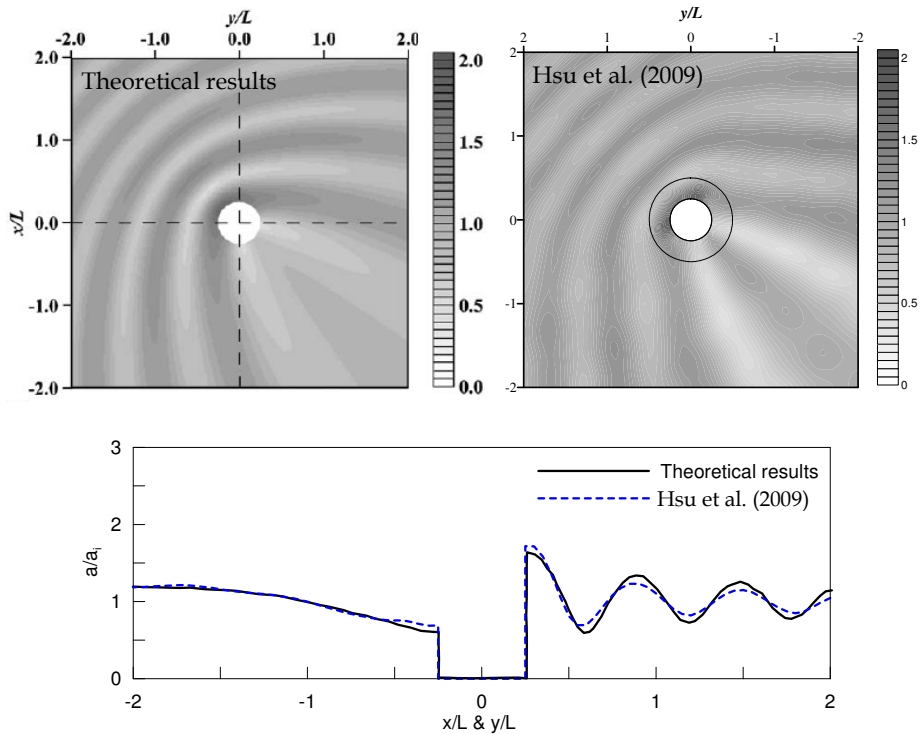 y/L
-2.0 -1.0 0.0 1.0 2.0
2.0
1.0
0.0
-1.0
-2.0
x/L
Theoretical results
2.0
1.5
1.0
0.5
0.0
y/L
2 1 0 -1 -2
2
1
0
-1
-2
Hsu et al. (2009)
2
1.5
1
0.5
0
3
2
1
0
a/ai
Theoretical results
Hsu et al. (2009)
-2 -1 0 1 2
x/L & y/L